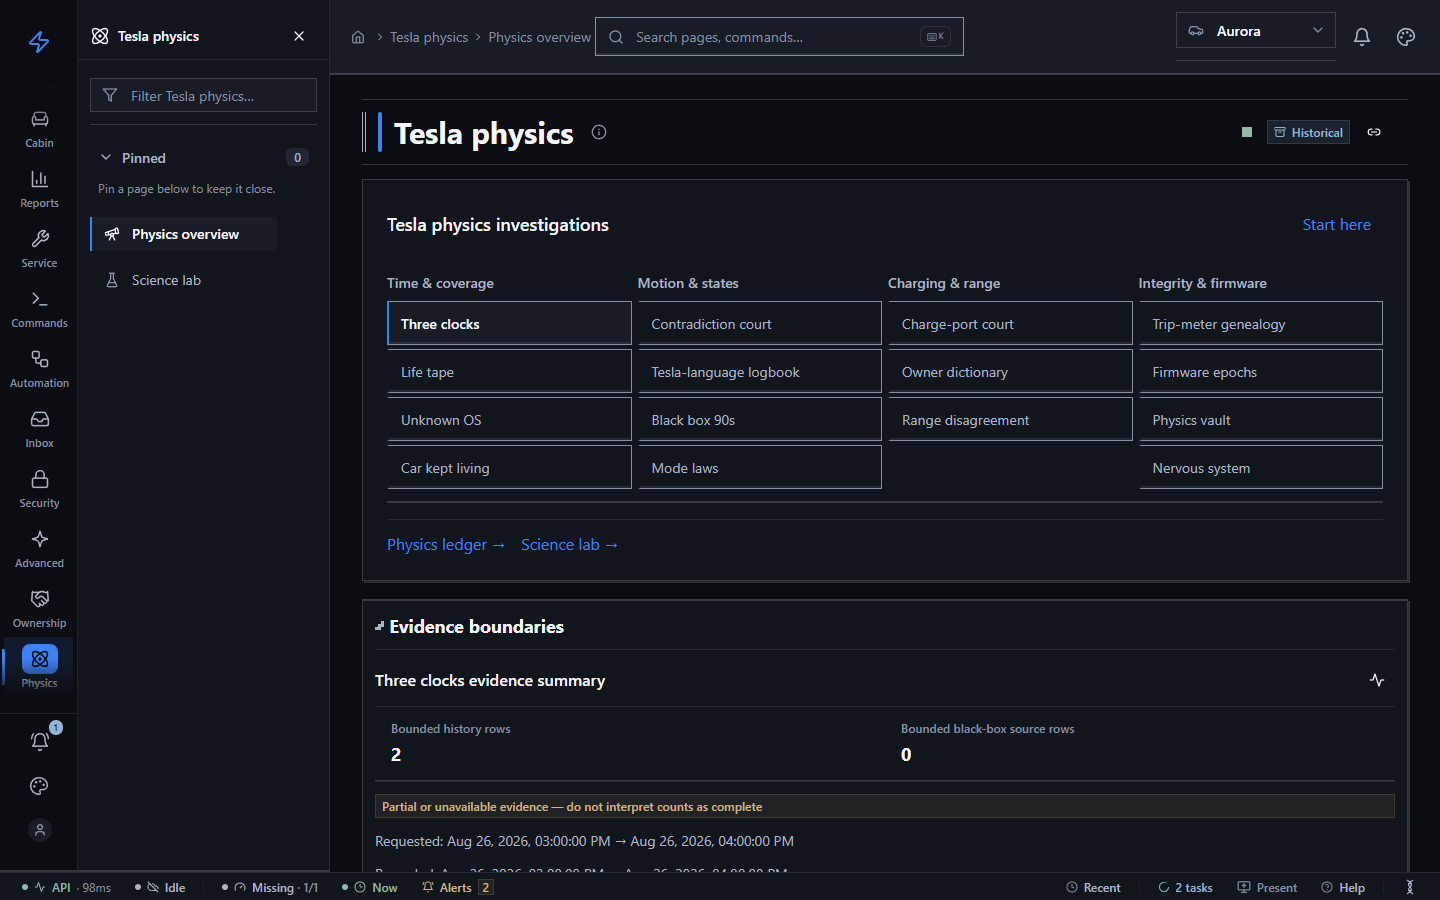 Tesla physics
Tesla physics
Physics overview
Search pages, commands...
K
Aurora
Filter Tesla physics...
Pinned
0
Pin a page below to keep it close.
Physics overview
Science lab
Cabin
Reports
Service
Commands
Automation
Inbox
Security
Advanced
Ownership
Physics
1
Tesla physics
Historical
Tesla physics investigations
Start here
Time & coverage
Three clocks
Life tape
Unknown OS
Car kept living
Motion & states
Contradiction court
Tesla-language logbook
Black box 90s
Mode laws
Charging & range
Charge-port court
Owner dictionary
Range disagreement
Integrity & firmware
Trip-meter genealogy
Firmware epochs
Physics vault
Nervous system
Physics ledger →
Science lab →
Evidence boundaries
Three clocks evidence summary
Bounded history rows
2
Bounded black-box source rows
0
Partial or unavailable evidence — do not interpret counts as complete
Requested: Aug 26, 2026, 03:00:00 PM → Aug 26, 2026, 04:00:00 PM
API · 98ms
Idle
Missing · 1/1
Now
Alerts 2
Recent
2 tasks
Present
Help